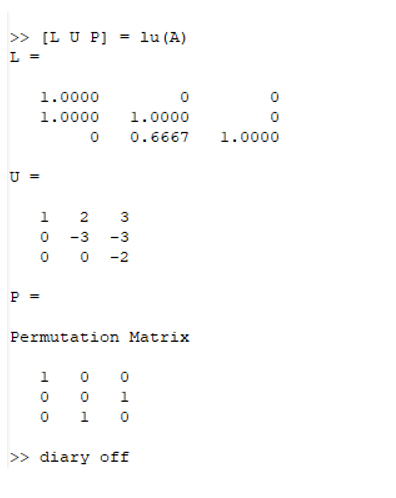 >> [L U P] = lu(A)
L =
1.0000 0 0
1.0000 1.0000 0
0 0.6667 1.0000
U =
1 2 3
0 -3 -3
0 0 -2
P =
Permutation Matrix
1 0 0
0 0 1
0 1 0
>> diary off